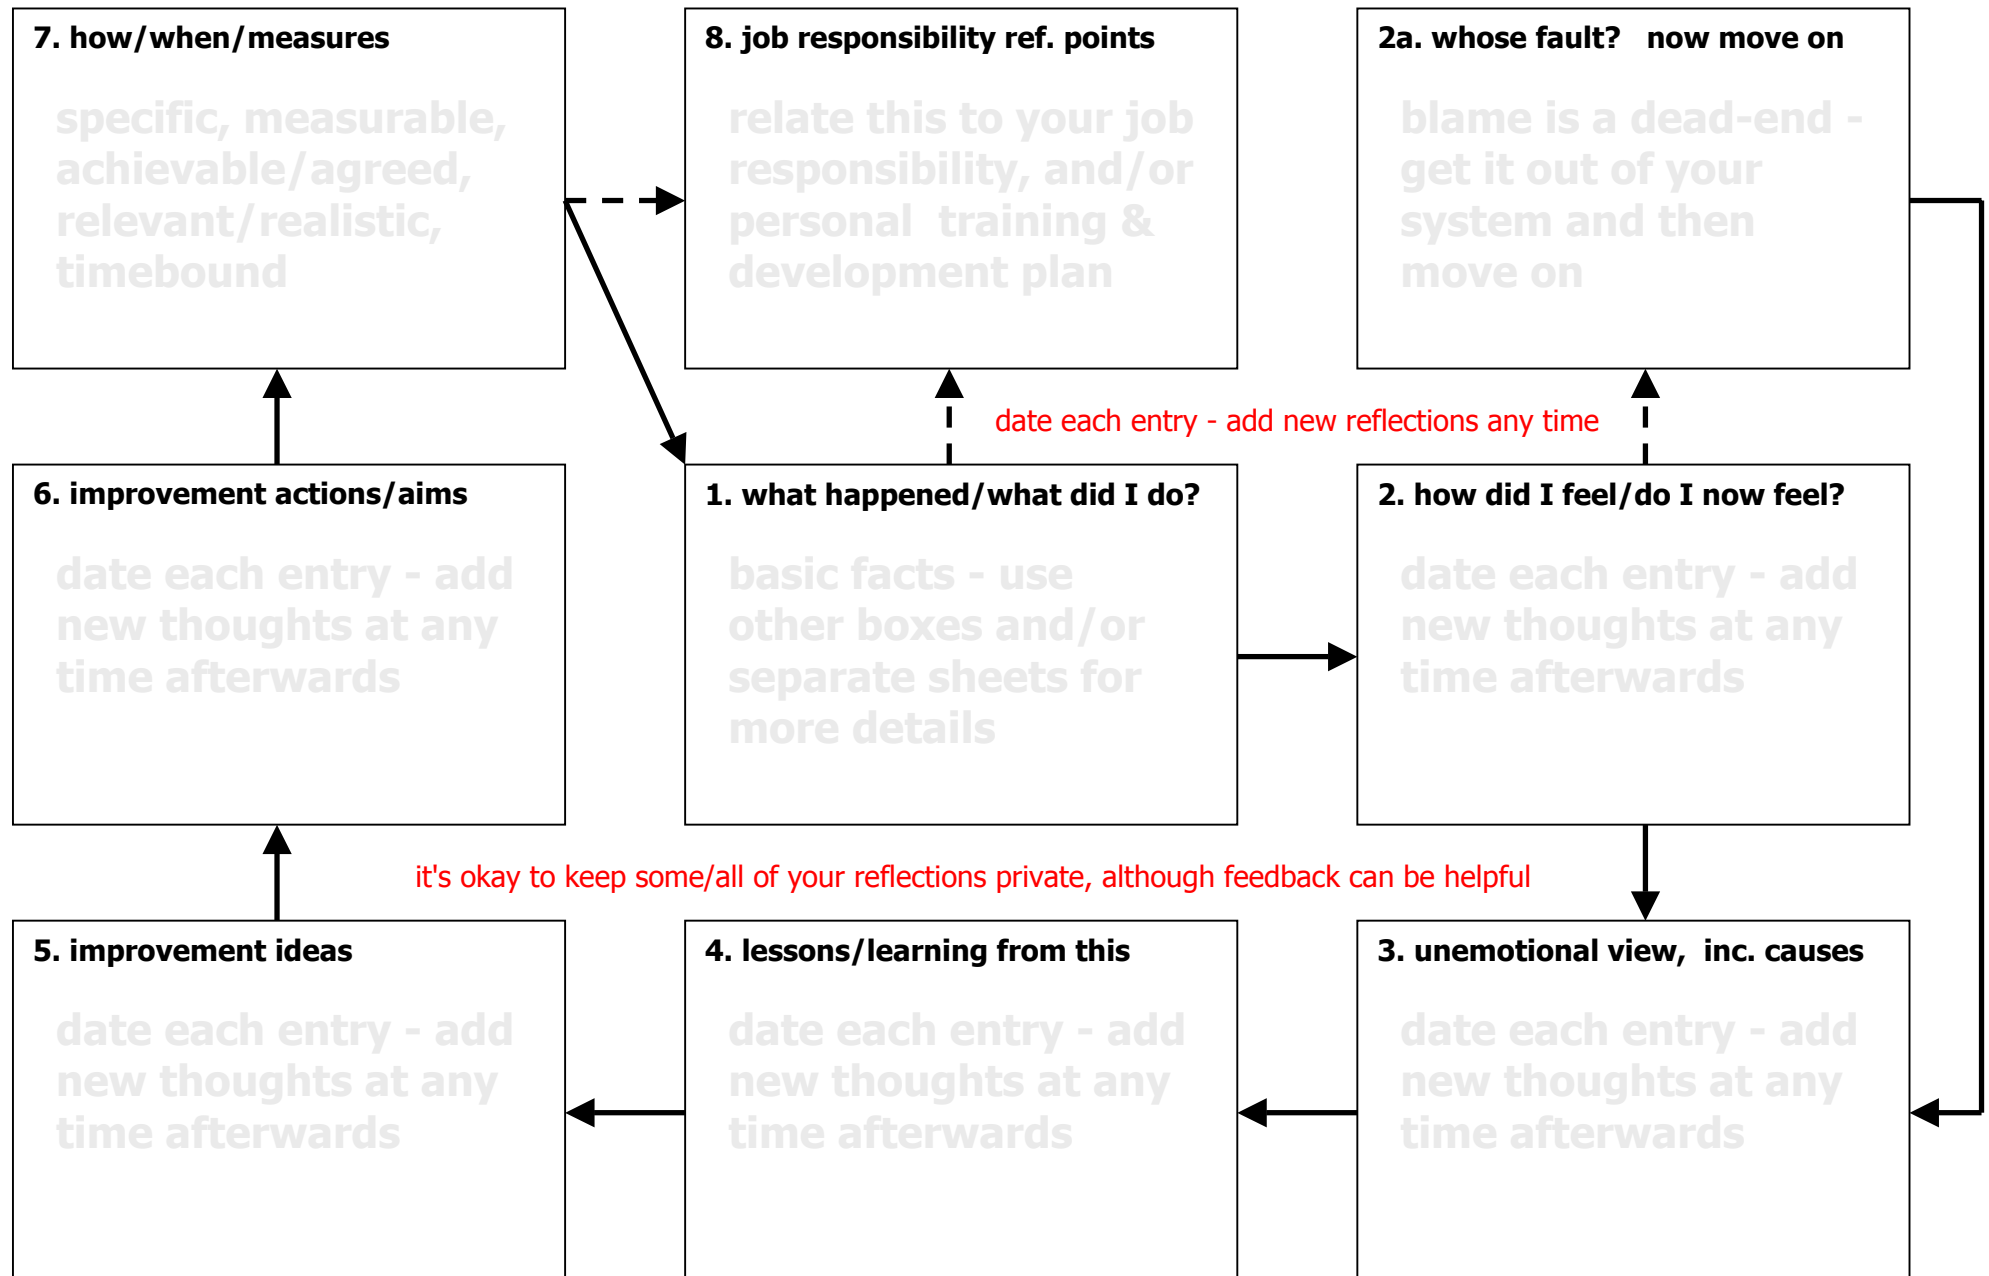 7. how/when/measures
specific, measurable,
achievable/agreed,
relevant/realistic,
timebound
8. job responsibility ref. points
relate this to your job
responsibility, and/or
personal  training &
development plan
2a. whose fault?   now move on
blame is a dead-end -
get it out of your
system and then
move on
date each entry - add new reflections any time
6. improvement actions/aims
date each entry - add
new thoughts at any
time afterwards
1. what happened/what did I do?
basic facts - use
other boxes and/or
separate sheets for
more details
2. how did I feel/do I now feel?
date each entry - add
new thoughts at any
time afterwards
it's okay to keep some/all of your reflections private, although feedback can be helpful
5. improvement ideas
date each entry - add
new thoughts at any
time afterwards
4. lessons/learning from this
date each entry - add
new thoughts at any
time afterwards
3. unemotional view,  inc. causes
date each entry - add
new thoughts at any
time afterwards